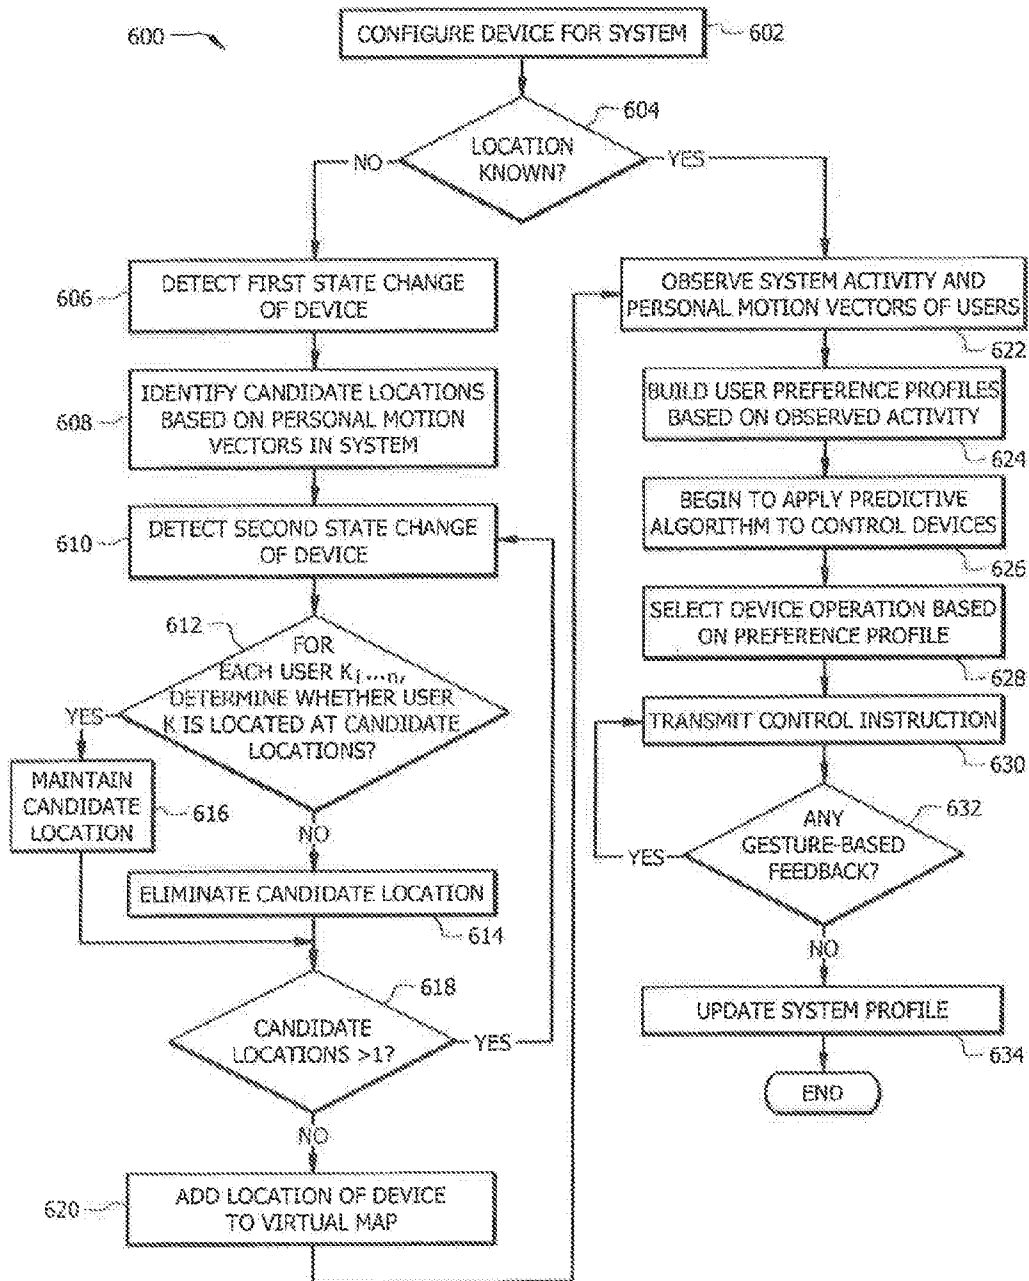 600
CONFIGURE DEVICE FOR SYSTEM
602
604
LOCATION
KNOWN?
NO
YES
606
DETECT FIRST STATE CHANGE
OF DEVICE
608
IDENTIFY CANDIDATE LOCATIONS
BASED ON PERSONAL MOTION
VECTORS IN SYSTEM
610
DETECT SECOND STATE CHANGE
OF DEVICE
612
FOR
EACH USER K1...n,
DETERMINE WHETHER USER
K IS LOCATED AT CANDIDATE
LOCATIONS?
YES
MAINTAIN
CANDIDATE
LOCATION
616
NO
ELIMINATE CANDIDATE LOCATION
614
618
CANDIDATE
LOCATIONS >1?
YES
NO
620
ADD LOCATION OF DEVICE
TO VIRTUAL MAP
OBSERVE SYSTEM ACTIVITY AND
PERSONAL MOTION VECTORS OF USERS
622
BUILD USER PREFERENCE PROFILES
BASED ON OBSERVED ACTIVITY
624
BEGIN TO APPLY PREDICTIVE
ALGORITHM TO CONTROL DEVICES
626
SELECT DEVICE OPERATION BASED
ON PREFERENCE PROFILE
628
TRANSMIT CONTROL INSTRUCTION
630
632
ANY
GESTURE-BASED
FEEDBACK?
YES
NO
UPDATE SYSTEM PROFILE
634
END